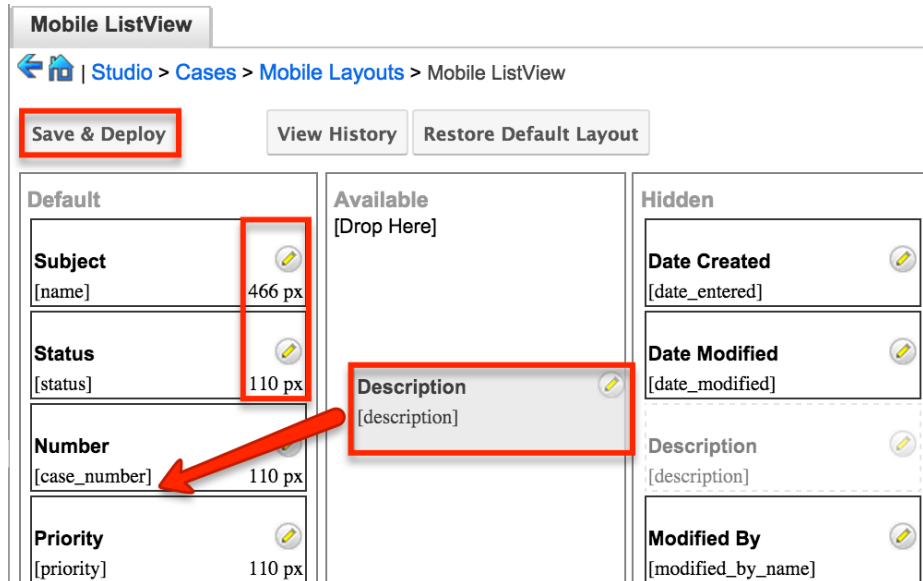 Mobile ListView
| Studio > Cases > Mobile Layouts > Mobile ListView
Save & Deploy
View History
Restore Default Layout
Default
Subject
[name]
466 px
Status
[status]
110 px
Number
[case_number]
110 px
Priority
[priority]
110 px
Available
[Drop Here]
Description
[description]
Hidden
Date Created
[date_entered]
Date Modified
[date_modified]
Description
[description]
Modified By
[modified_by_name]